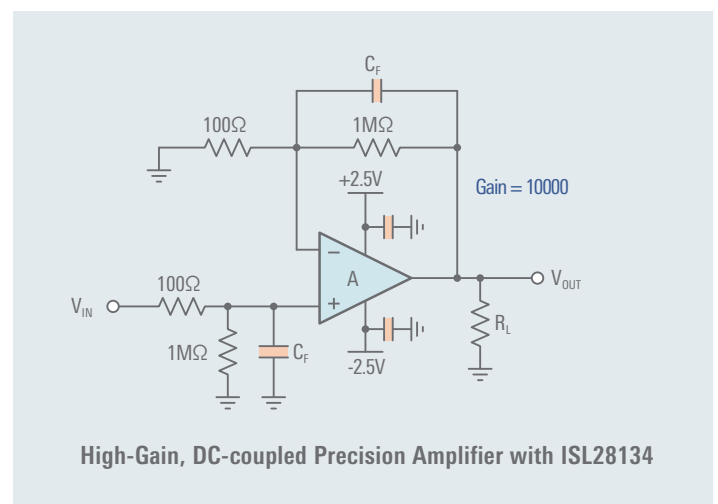 C_F
100Ω
1MΩ
+2.5V
Gain = 10000
−
A
100Ω
V_IN
+
V_OUT
R_L
1MΩ
C_F
-2.5V
High-Gain, DC-coupled Precision Amplifier with ISL28134